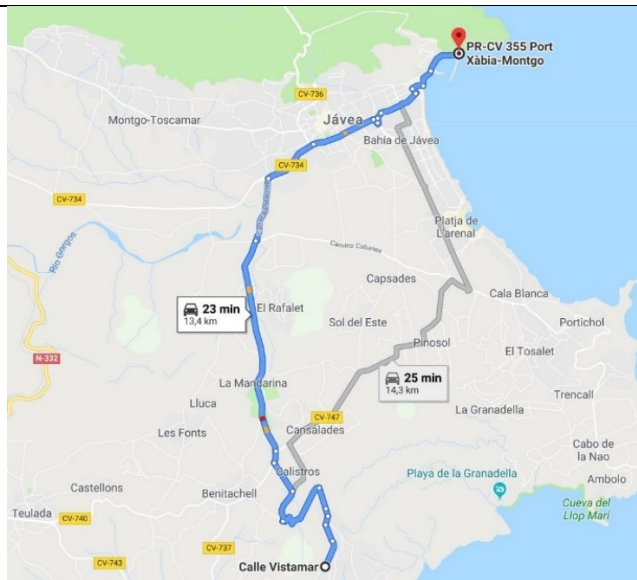 PR-CV 355 Port
Xàbia-Montgo
CV-736
Montgo-Toscamar
Jávea
Bahía de Jávea
CV-734
CV-734
Platja de
L'arenal
Río Gorgos
Camino Cabanes
Capsades
Cala Blanca
23 min
13,4 km
El Rafalet
Sol del Este
Portichol
Pinosol
El Tosalet
N-332
25 min
14,3 km
La Mandarina
Trencall
Lluca
CV-747
La Granadella
Les Fonts
Cansalades
Cabo de
la Nao
Calistros
Playa de la Granadella
Ambolo
Castellons
Benitachell
Cueva del
Llop Mari
Teulada
CV-740
CV-737
CV-743
Calle Vistamar